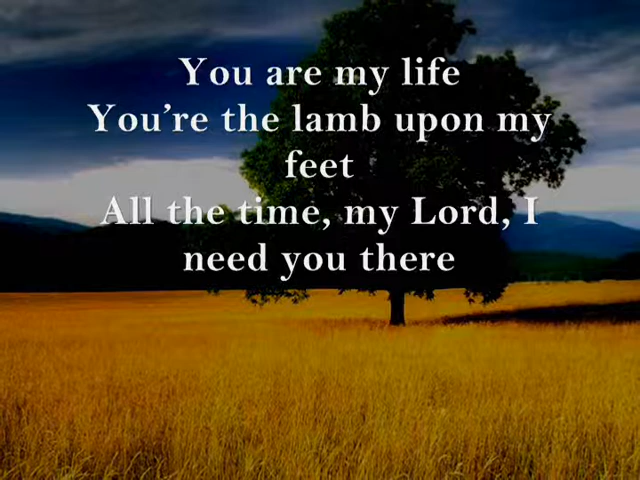 You are my life
You’re the lamb upon my
feet
All the time, my Lord, I
need you there